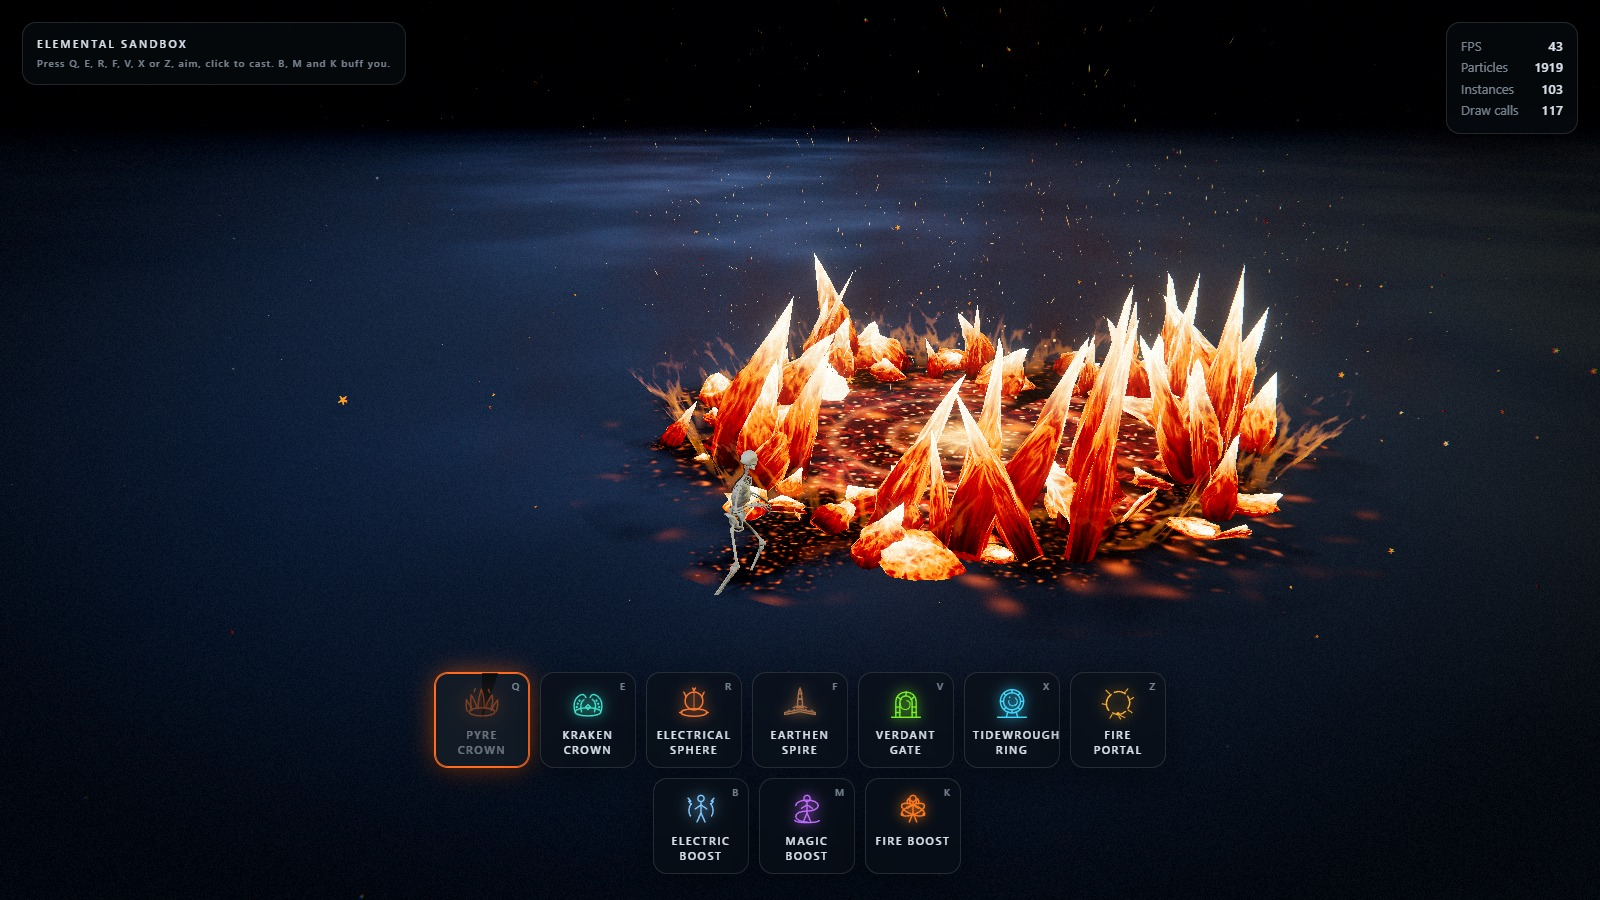 ELEMENTAL SANDBOX
Press Q, E, R, F, V, X or Z, aim, click to cast. B, M and K buff you.
FPS 43
Particles 1919
Instances 103
Draw calls 117
Q
PYRE
CROWN
E
KRAKEN
CROWN
R
ELECTRICAL
SPHERE
F
EARTHEN
SPIRE
V
VERDANT
GATE
X
TIDEWROUGH
RING
Z
FIRE
PORTAL
B
ELECTRIC
BOOST
M
MAGIC
BOOST
K
FIRE BOOST